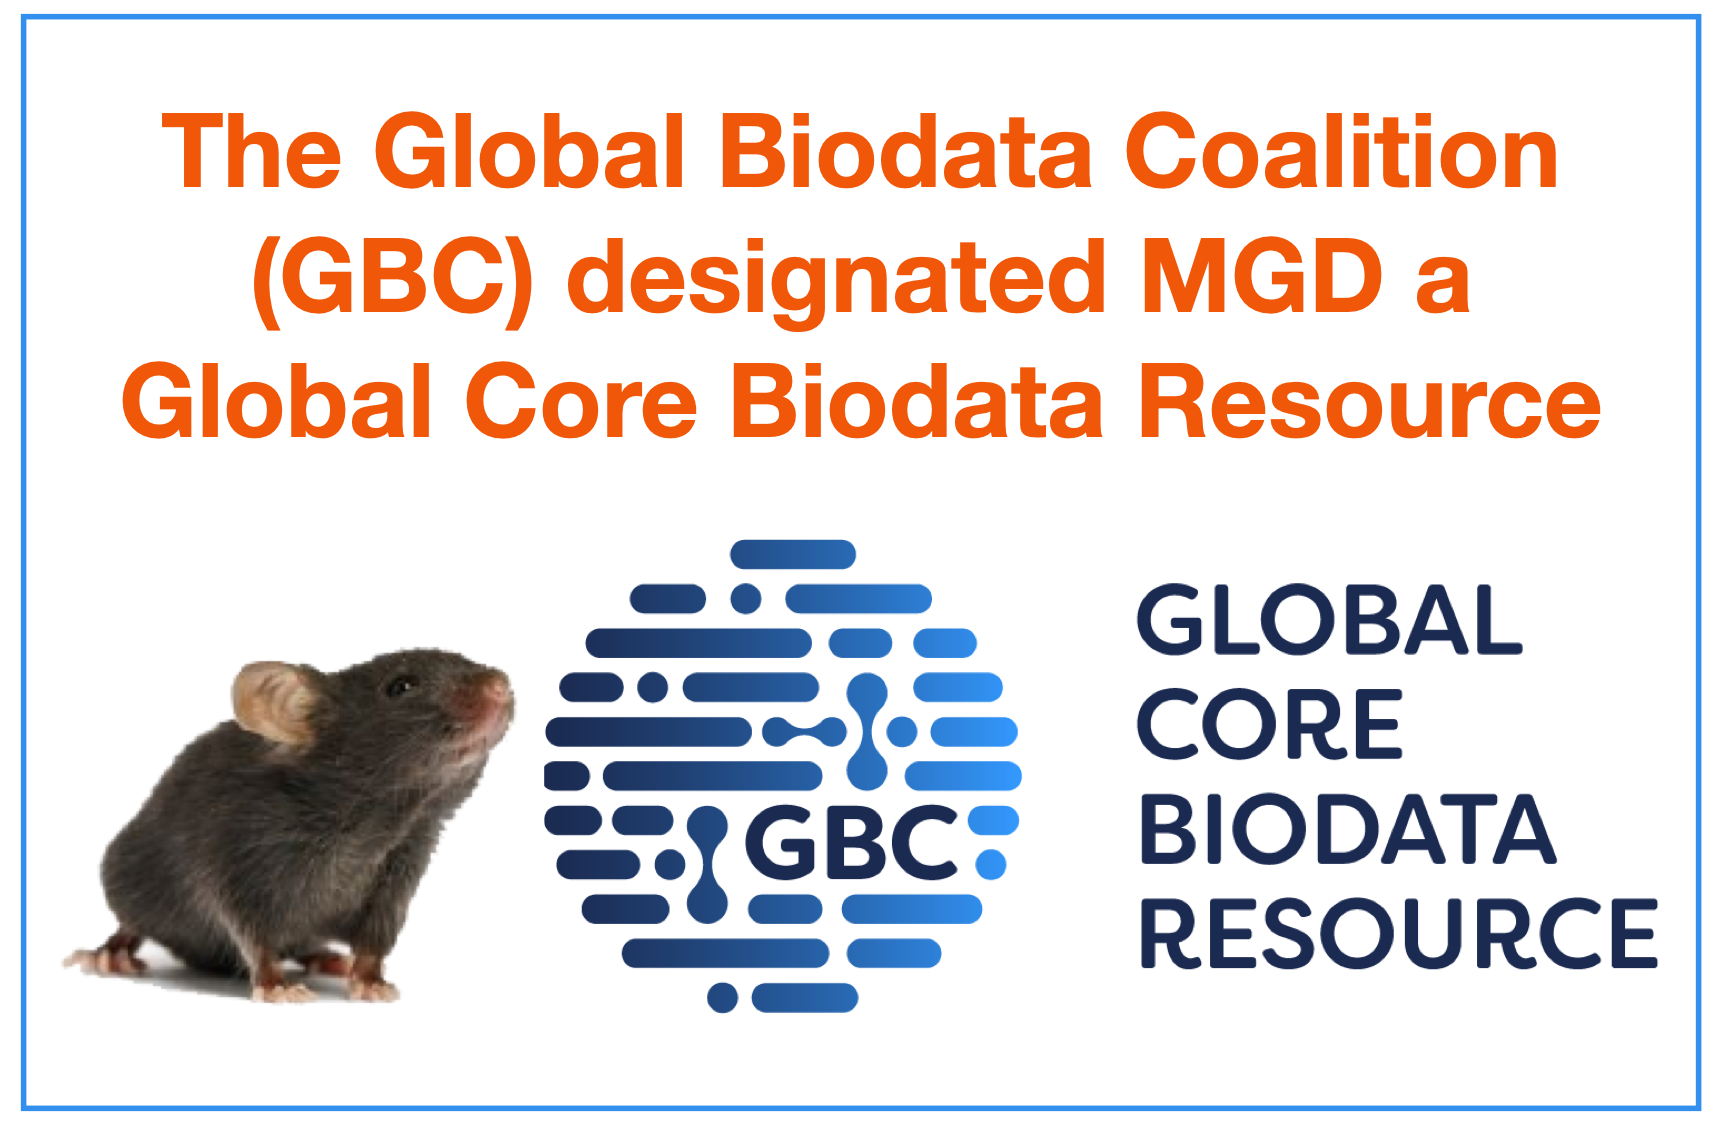 The Global Biodata Coalition
(GBC) designated MGD a
Global Core Biodata Resource
GBC
GLOBAL
CORE
BIODATA
RESOURCE